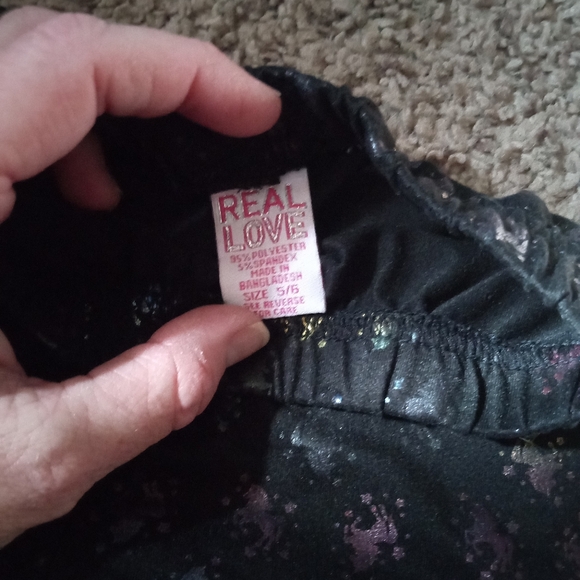 REAL
LOVE
95% POLYESTER
5% SPANDEX
MADE IN
BANGLADESH
SIZE 5/6
SEE REVERSE
FOR CARE